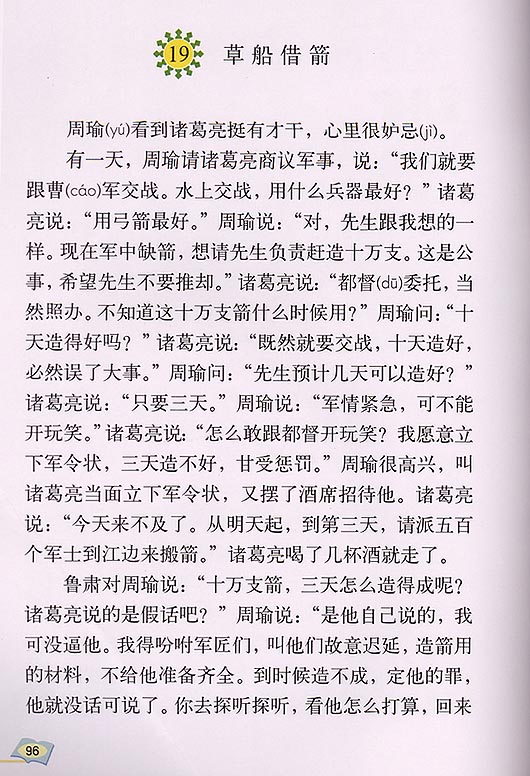 19 草船借箭
周瑜(yú)看到诸葛亮挺有才干，心里很妒忌(jì)。
有一天，周瑜请诸葛亮商议军事，说：“我们就要
跟曹(cáo)军交战。水上交战，用什么兵器最好？”诸葛
亮说：“用弓箭最好。”周瑜说：“对，先生跟我想的一
样。现在军中缺箭，想请先生负责赶造十万支。这是公
事，希望先生不要推却。”诸葛亮说：“都督(dū)委托，当
然照办。不知道这十万支箭什么时候用？”周瑜问：“十
天造得好吗？”诸葛亮说：“既然就要交战，十天造好，
必然误了大事。”周瑜问：“先生预计几天可以造好？”
诸葛亮说：“只要三天。”周瑜说：“军情紧急，可不能
开玩笑。”诸葛亮说：“怎么敢跟都督开玩笑？我愿意立
下军令状，三天造不好，甘受惩罚。”周瑜很高兴，叫
诸葛亮当面立下军令状，又摆了酒席招待他。诸葛亮
说：“今天来不及了。从明天起，到第三天，请派五百
个军士到江边来搬箭。”诸葛亮喝了几杯酒就走了。
鲁肃对周瑜说：“十万支箭，三天怎么造得成呢？
诸葛亮说的是假话吧？”周瑜说：“是他自己说的，我
可没逼他。我得吩咐军匠们，叫他们故意迟延，造箭用
的材料，不给他准备齐全。到时候造不成，定他的罪，
他就没话可说了。你去探听探听，看他怎么打算，回来
96